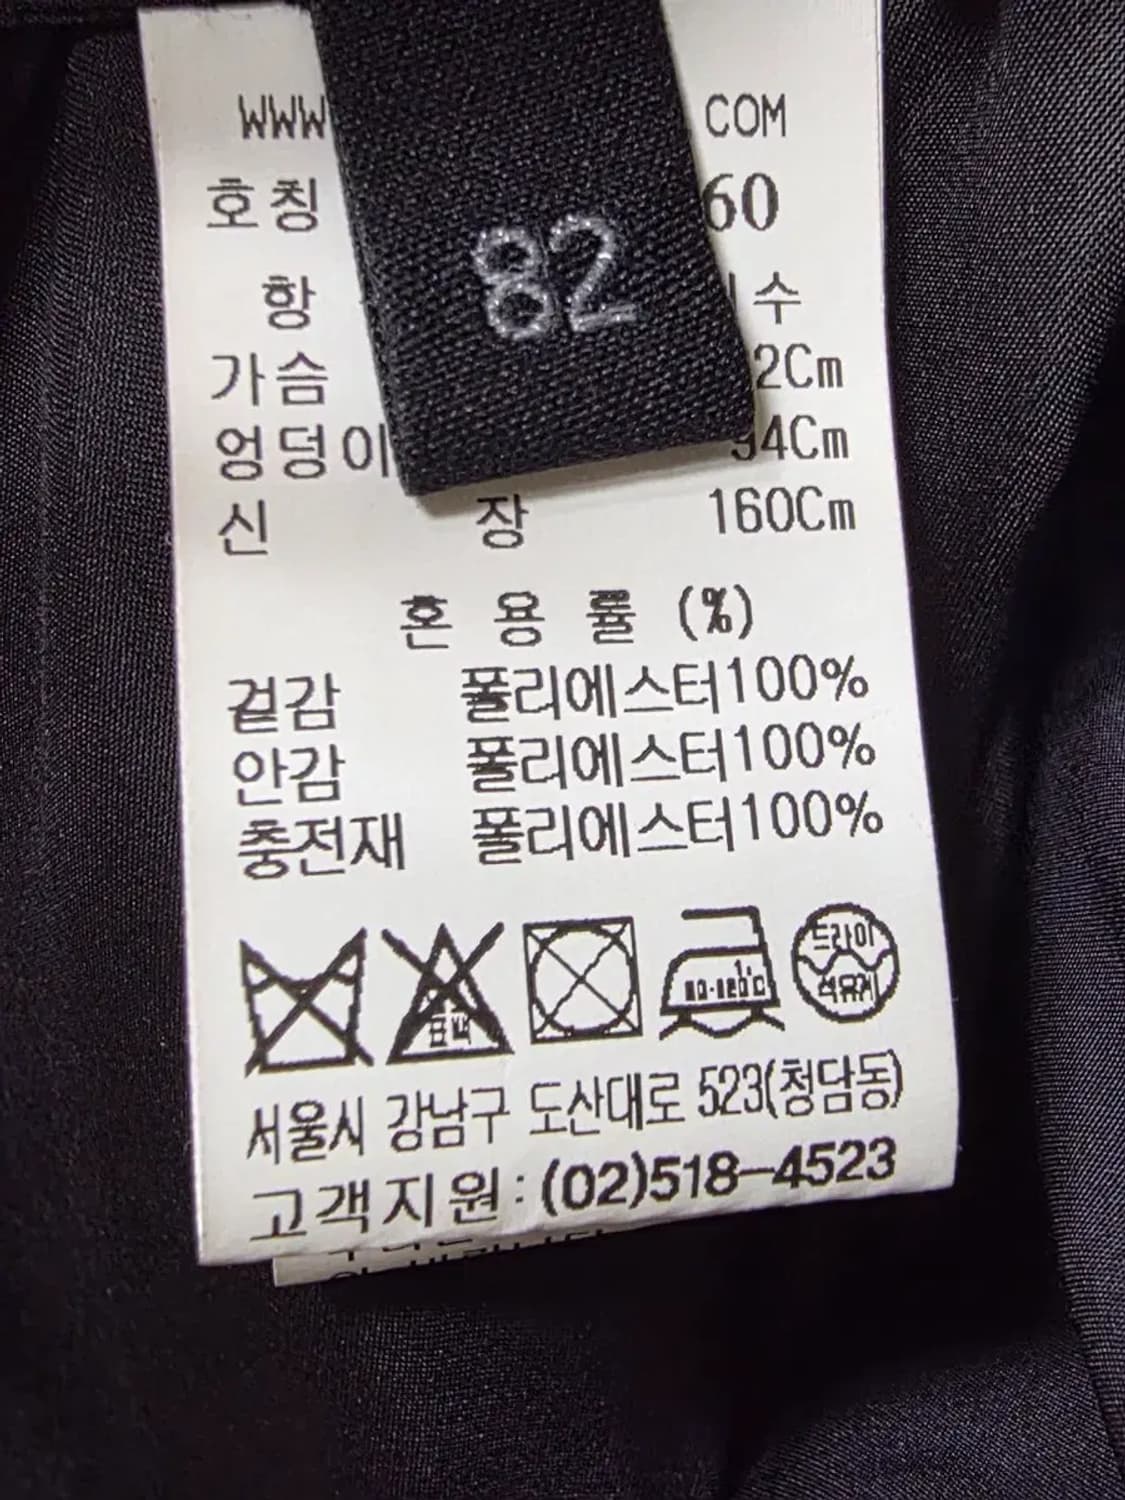 WWW COM
호칭 60
82
항 수
가슴 2Cm
엉덩이 94Cm
신 장 160Cm
혼 용 률 (%)
겉감 폴리에스터100%
안감 폴리에스터100%
충전재 폴리에스터100%
표백
드라이
석유계
서울시 강남구 도산대로 523(청담동)
고객지원:(02)518-4523